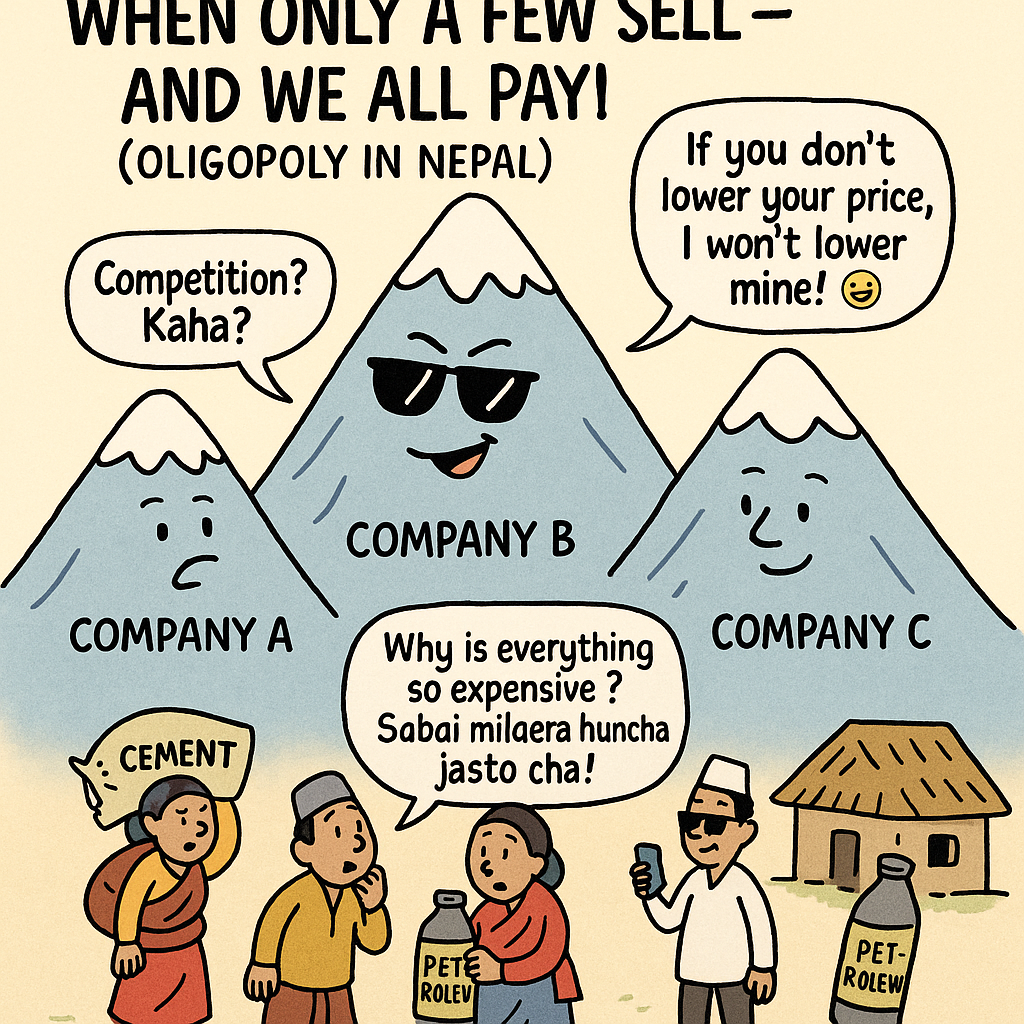 WHEN ONLY A FEW SELL–
AND WE ALL PAY!
(OLIGOPOLY IN NEPAL)
If you don't
lower your price,
I won't lower
mine! 😀
Competition?
Kaha?
COMPANY B
COMPANY A
COMPANY C
Why is everything
so expensive ?
Sabai milaera huncha
jasto cha!
CEMENT
PET
ROLEV
PET-
ROLEW